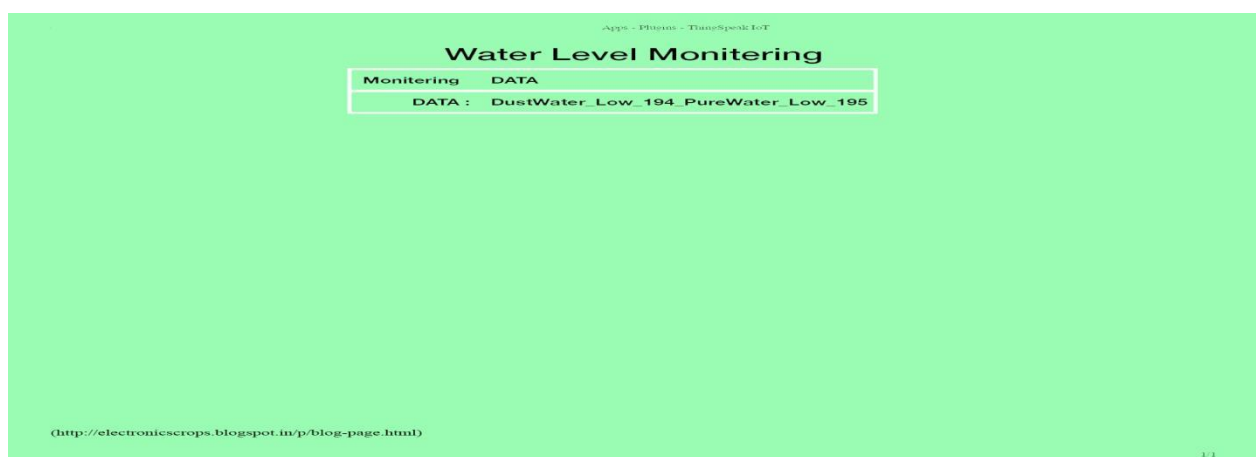 Apps - Plugins - ThingSpeak IoT
Water Level Monitering
Monitering DATA
DATA : DustWater_Low_194_PureWater_Low_195
(http://electronicscrops.blogspot.in/p/blog-page.html)
1/1